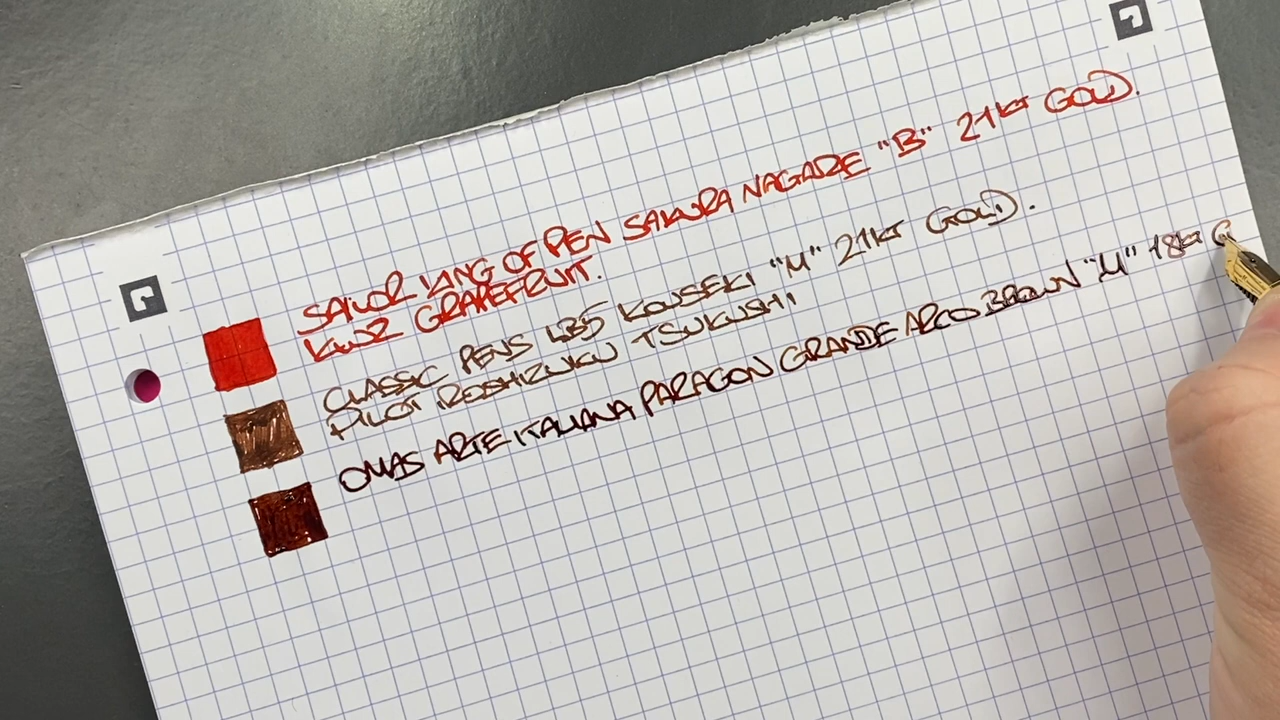 SAILOR KING OF PEN SAKURA NAGARE "B" 21kt GOLD.
KWZ GRAPEFRUIT.
CLASSIC PENS LB5 KOUSEKI "M" 21kt GOLD.
PILOT IROSHIZUKU TSUKUSHI
OMAS ARTE ITALIANA PARAGON GRANDE ARCO BROWN "M" 18kt G